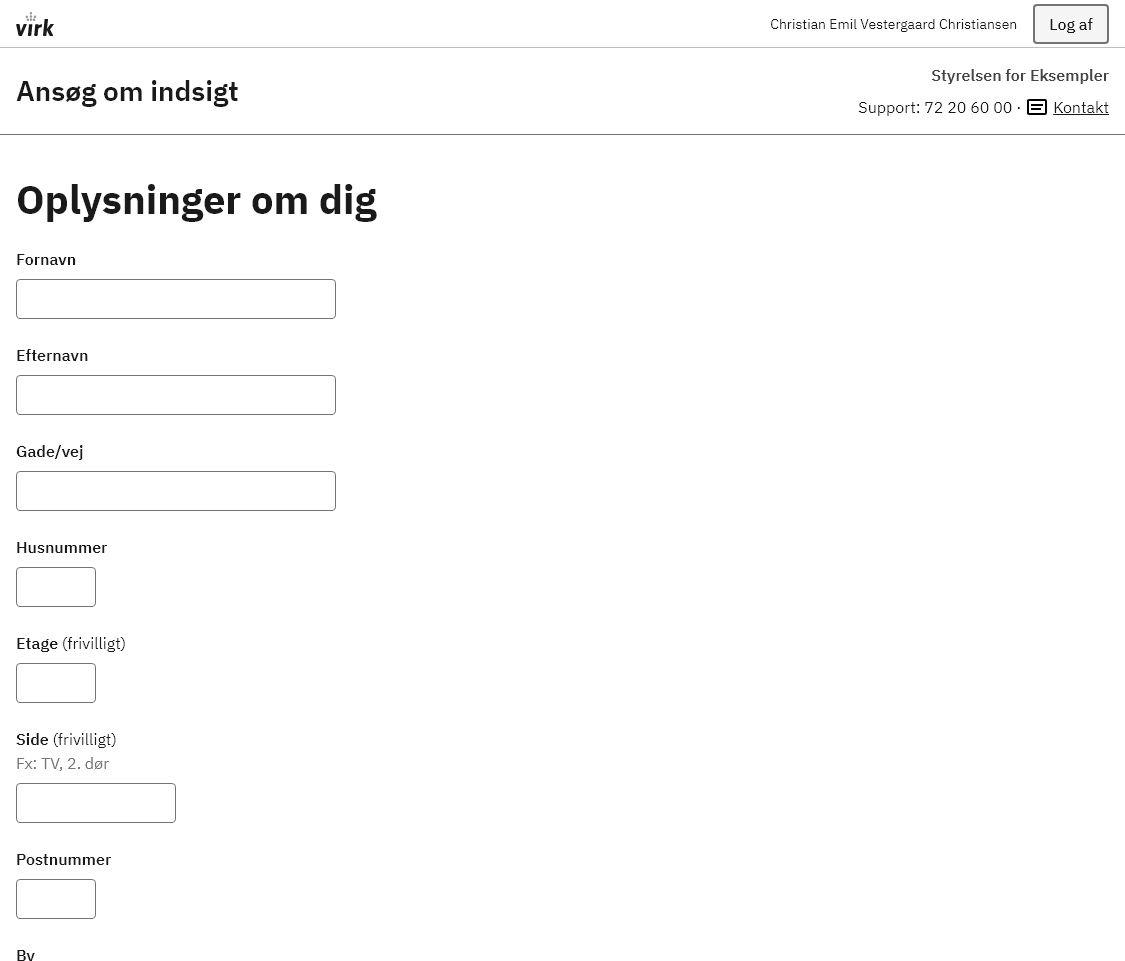 virk
Christian Emil Vestergaard Christiansen
Log af
Ansøg om indsigt
Styrelsen for Eksempler
Support: 72 20 60 00 · Kontakt
Oplysninger om dig
Fornavn
Efternavn
Gade/vej
Husnummer
Etage (frivilligt)
Side (frivilligt)
Fx: TV, 2. dør
Postnummer
By